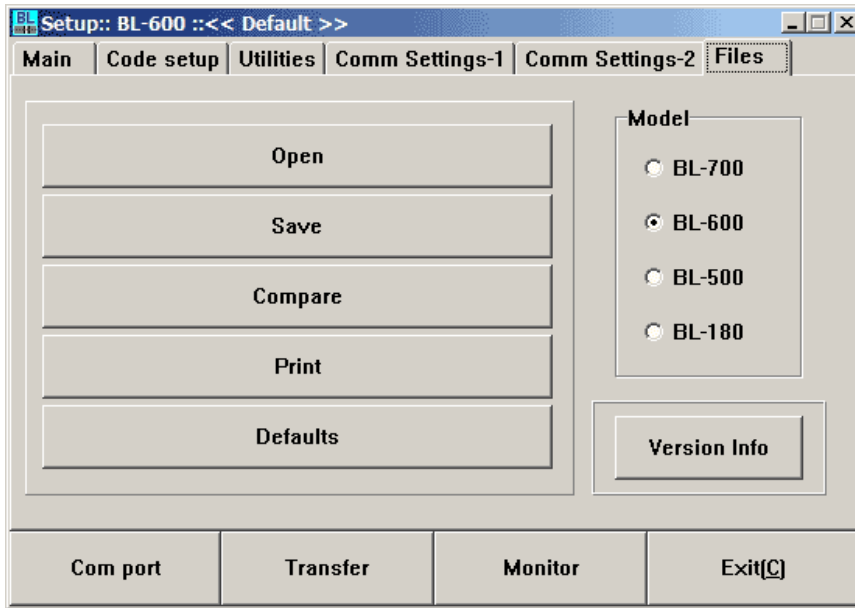 BL Setup:: BL-600 ::<< Default >>
Main Code setup Utilities Comm Settings-1 Comm Settings-2 Files
Open
Save
Compare
Print
Defaults
Model
BL-700
BL-600
BL-500
BL-180
Version Info
Com port Transfer Monitor Exit(C)